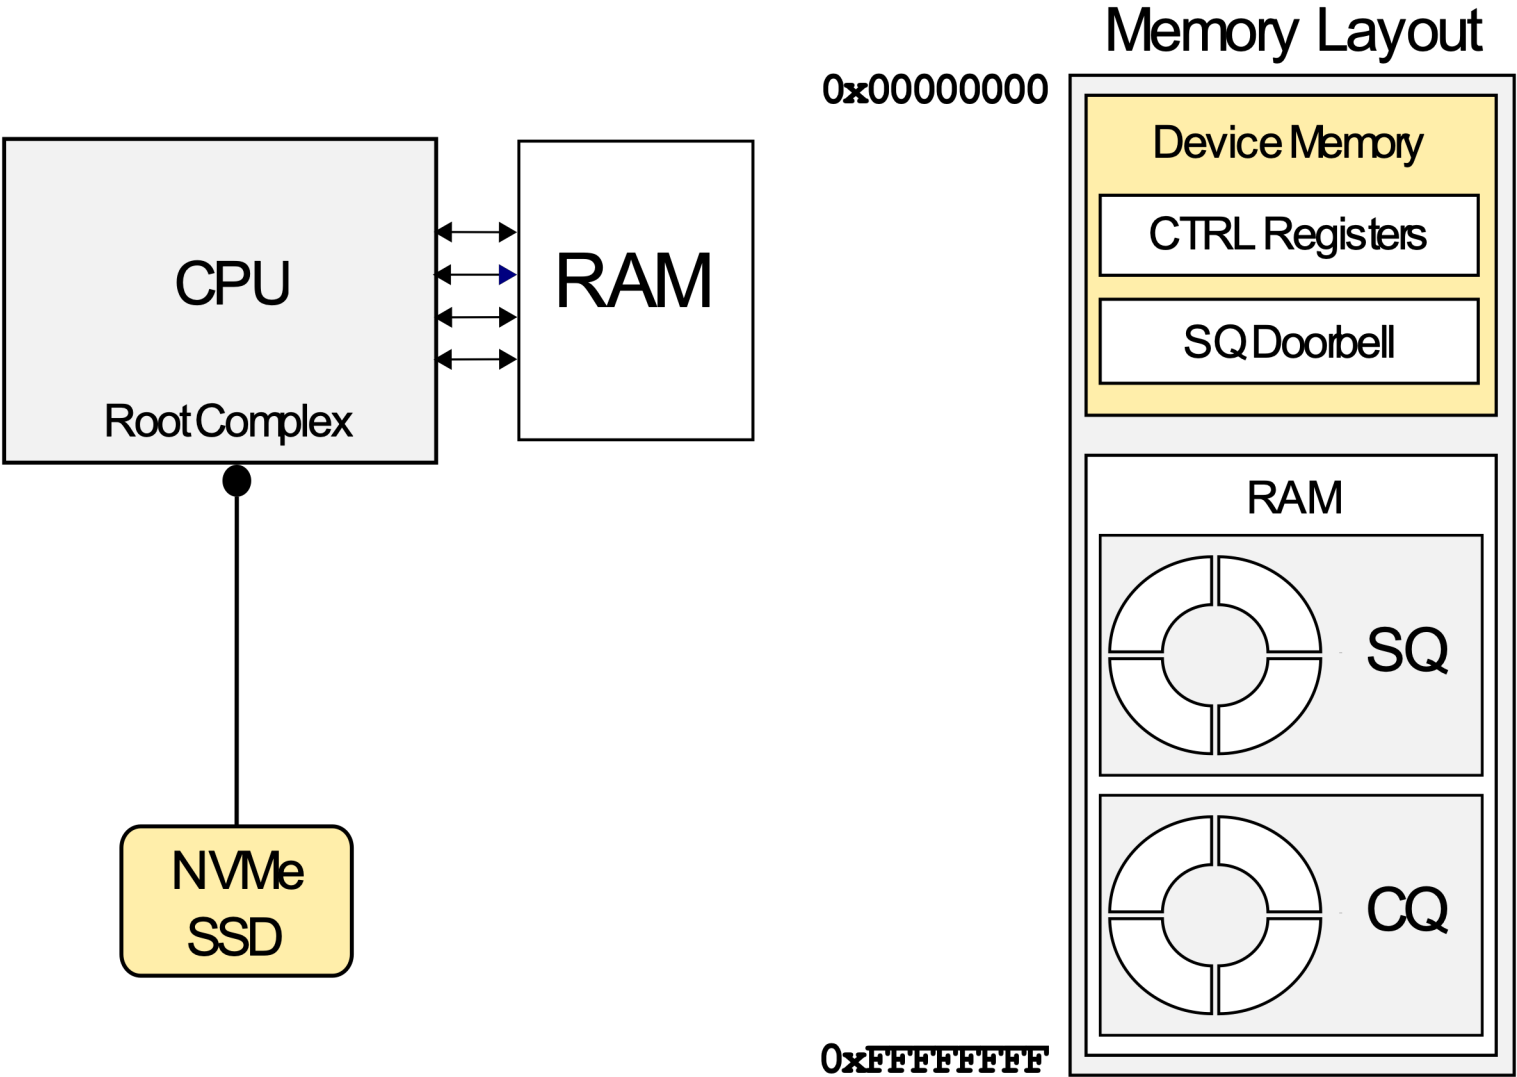 Memory Layout
0x00000000
Device Memory
CTRL Registers
SQ Doorbell
CPU
Root Complex
RAM
RAM
SQ
CQ
NVMe
SSD
0xFFFFFFFF